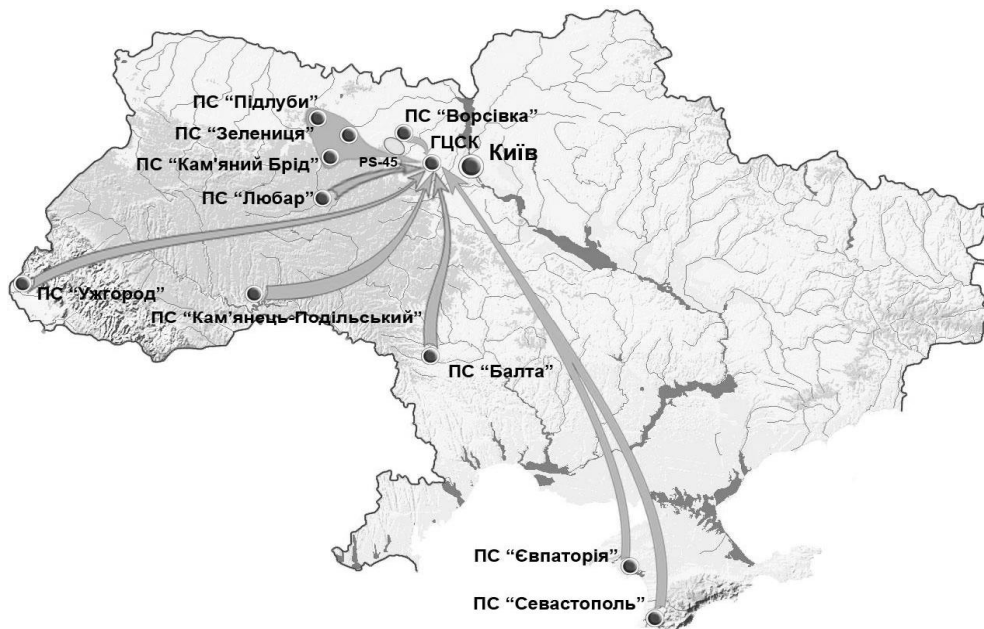 ПС “Підлуби”
ПС “Ворсівка”
ПС “Зелениця”
ГЦСК
Київ
ПС “Кам'яний Брід”
PS-45
ПС “Любар”
ПС “Ужгород”
ПС “Кам’янець-Подільський”
ПС “Балта”
ПС “Євпаторія”
ПС “Севастополь”